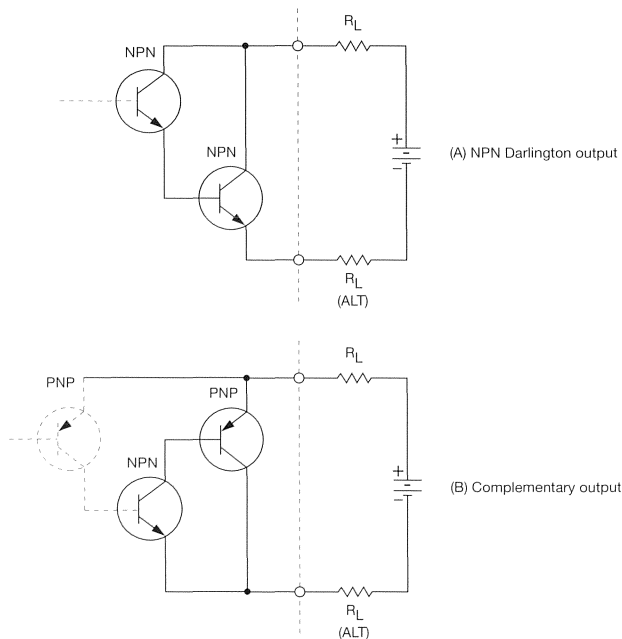 R_L
NPN
NPN
+
−
(A) NPN Darlington output
R_L
(ALT)
R_L
PNP
PNP
NPN
+
−
(B) Complementary output
R_L
(ALT)